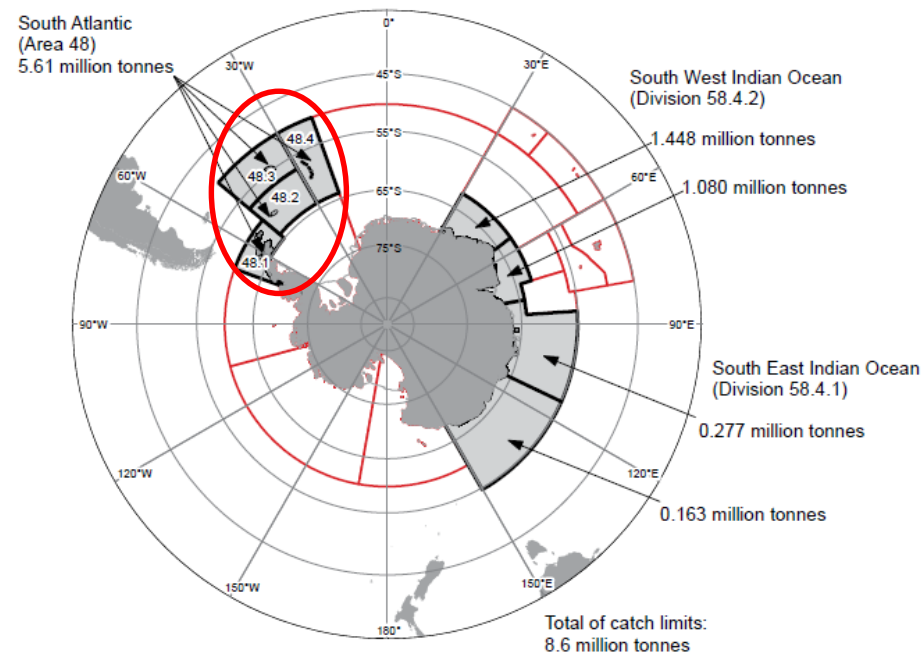 South Atlantic
(Area 48)
5.61 million tonnes
0°
30°W
30°E
45°S
South West Indian Ocean
(Division 58.4.2)
55°S
48.4
1.448 million tonnes
48.3
60°W
60°E
65°S
1.080 million tonnes
48.2
75°S
48.1
90°W
90°E
South East Indian Ocean
(Division 58.4.1)
0.277 million tonnes
120°W
120°E
0.163 million tonnes
150°W
150°E
180°
Total of catch limits:
8.6 million tonnes